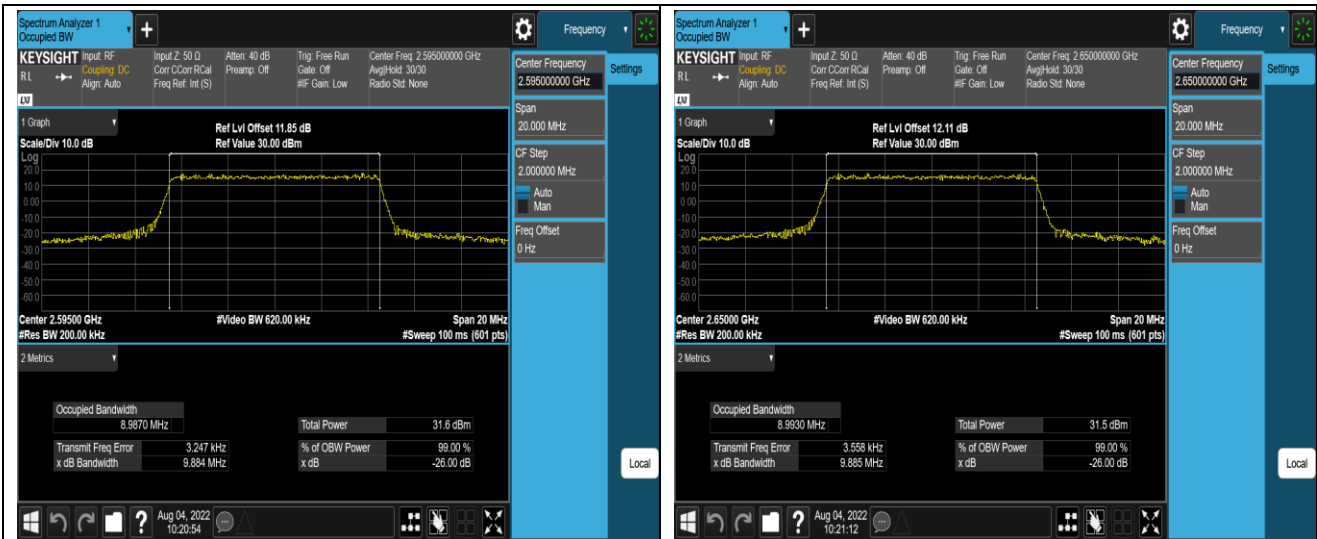 Spectrum Analyzer 1
Occupied BW
+
Frequency
KEYSIGHT Input: RF Input Z: 50 Ω Atten: 40 dB Trig: Free Run Center Freq: 2.595000000 GHz
Coupling: DC Corr CCorr RCal Preamp: Off Gate: Off Avg|Hold: 30/30
R L Align: Auto Freq Ref: Int (S) #IF Gain: Low Radio Std: None
LXI
Center Frequency
2.595000000 GHz
Settings
Span
20.000 MHz
CF Step
2.000000 MHz
Auto
Man
Freq Offset
0 Hz
1 Graph
Ref Lvl Offset 11.85 dB
Scale/Div 10.0 dB Ref Value 30.00 dBm
Log
20.0
10.0
0.00
-10.0
-20.0
-30.0
-40.0
-50.0
-60.0
Center 2.59500 GHz #Video BW 620.00 kHz Span 20 MHz
#Res BW 200.00 kHz #Sweep 100 ms (601 pts)
2 Metrics
Occupied Bandwidth
8.9870 MHz Total Power 31.6 dBm
Transmit Freq Error 3.247 kHz % of OBW Power 99.00 %
x dB Bandwidth 9.884 MHz x dB -26.00 dB
Local
? Aug 04, 2022
10:20:54
Spectrum Analyzer 1
Occupied BW
+
Frequency
KEYSIGHT Input: RF Input Z: 50 Ω Atten: 40 dB Trig: Free Run Center Freq: 2.650000000 GHz
Coupling: DC Corr CCorr RCal Preamp: Off Gate: Off Avg|Hold: 30/30
R L Align: Auto Freq Ref: Int (S) #IF Gain: Low Radio Std: None
LXI
Center Frequency
2.650000000 GHz
Settings
Span
20.000 MHz
CF Step
2.000000 MHz
Auto
Man
Freq Offset
0 Hz
1 Graph
Ref Lvl Offset 12.11 dB
Scale/Div 10.0 dB Ref Value 30.00 dBm
Log
20.0
10.0
0.00
-10.0
-20.0
-30.0
-40.0
-50.0
-60.0
Center 2.65000 GHz #Video BW 620.00 kHz Span 20 MHz
#Res BW 200.00 kHz #Sweep 100 ms (601 pts)
2 Metrics
Occupied Bandwidth
8.9930 MHz Total Power 31.5 dBm
Transmit Freq Error 3.558 kHz % of OBW Power 99.00 %
x dB Bandwidth 9.885 MHz x dB -26.00 dB
Local
? Aug 04, 2022
10:21:12